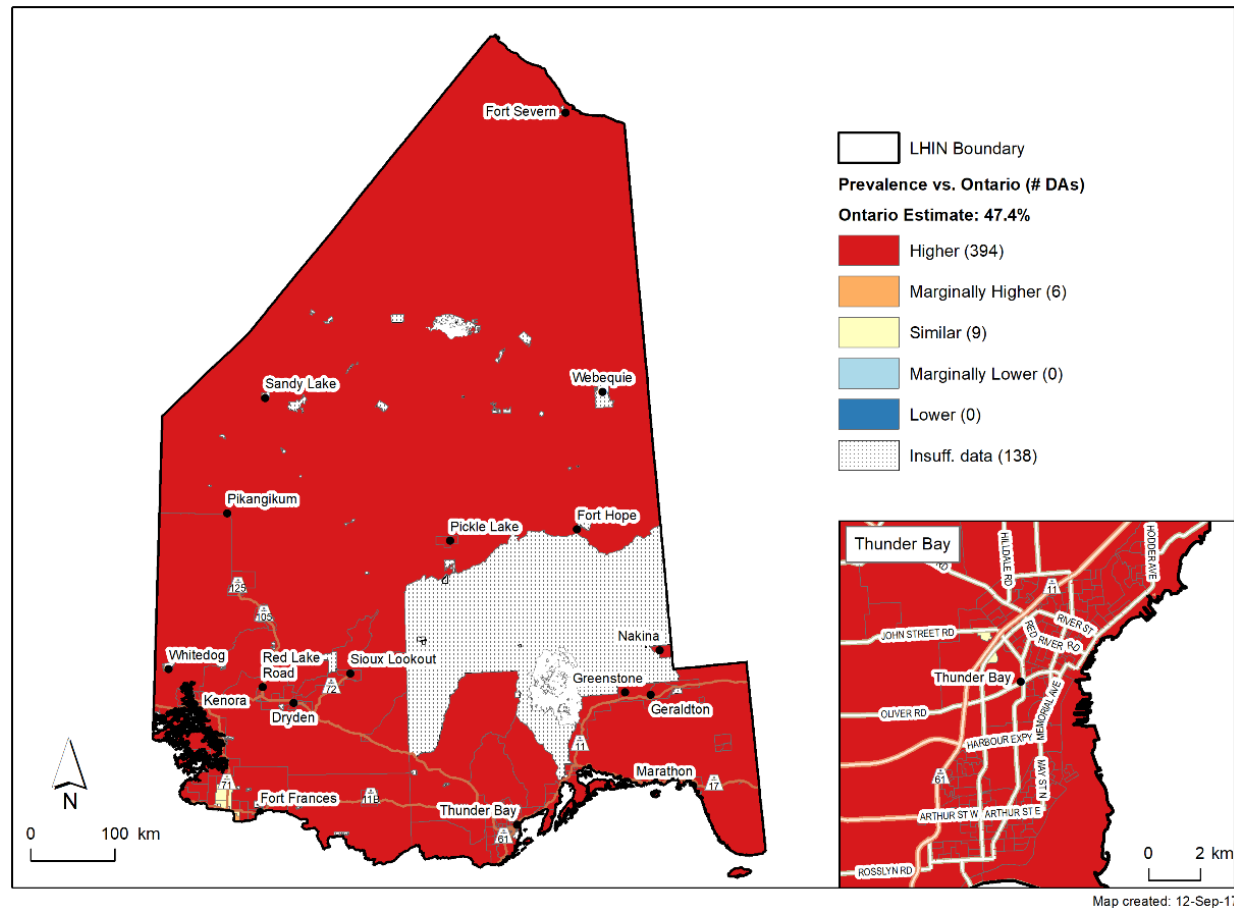 Fort Severn
Sandy Lake
Webequie
Pikangikum
Pickle Lake
Fort Hope
125
105
Nakina
Whitedog
Red Lake
Road
Sioux Lookout
72
Greenstone
Kenora
Dryden
Geraldton
11
Marathon
17
71
Fort Frances
11B
Thunder Bay
61
N
0 100 km
LHIN Boundary
Prevalence vs. Ontario (# DAs)
Ontario Estimate: 47.4%
Higher (394)
Marginally Higher (6)
Similar (9)
Marginally Lower (0)
Lower (0)
Insuff. data (138)
Thunder Bay
HILLDALE RD
HODDER AVE
RD
11
JOHN STREET RD
RIVER ST
RED RIVER RD
Thunder Bay
OLIVER RD
MEMORIAL AVE
HARBOUR EXPY
61
MAY ST N
ARTHUR ST W
ARTHUR ST E
ROSSLYN RD
0 2 km
Map created: 12-Sep-17